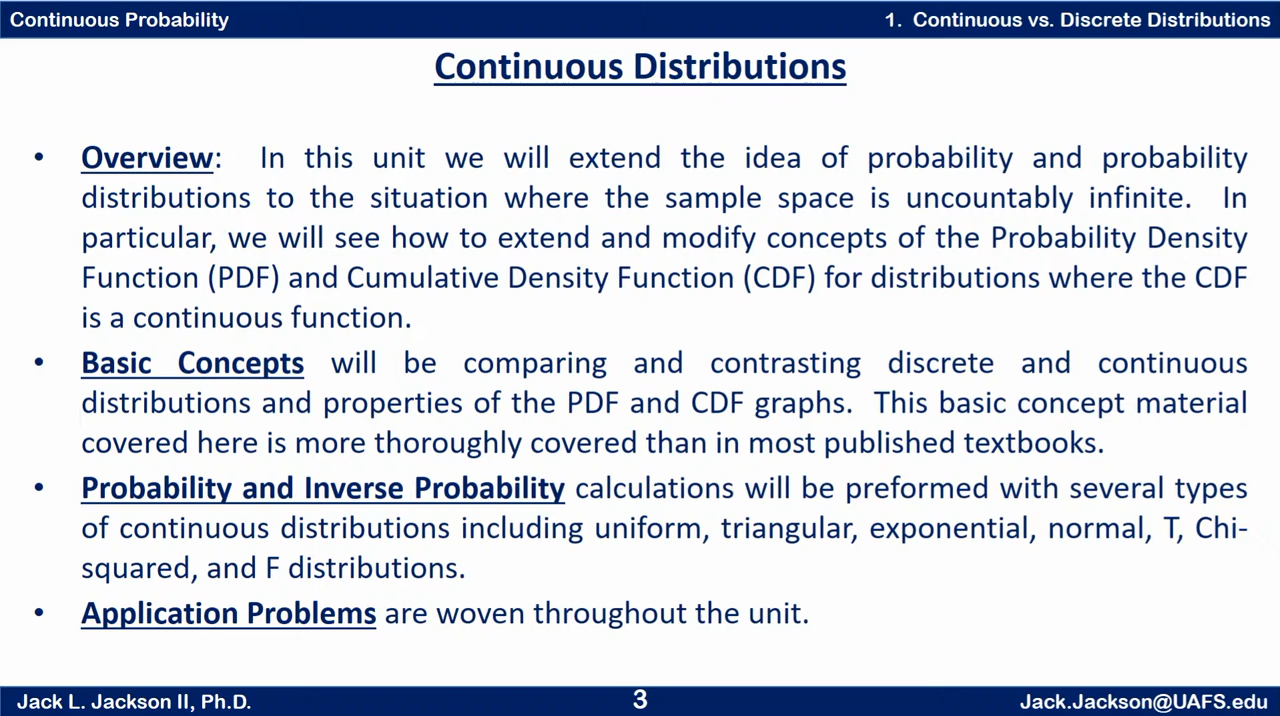 Continuous Probability
1. Continuous vs. Discrete Distributions
Continuous Distributions
• Overview: In this unit we will extend the idea of probability and probability
distributions to the situation where the sample space is uncountably infinite. In
particular, we will see how to extend and modify concepts of the Probability Density
Function (PDF) and Cumulative Density Function (CDF) for distributions where the CDF
is a continuous function.
• Basic Concepts will be comparing and contrasting discrete and continuous
distributions and properties of the PDF and CDF graphs. This basic concept material
covered here is more thoroughly covered than in most published textbooks.
• Probability and Inverse Probability calculations will be preformed with several types
of continuous distributions including uniform, triangular, exponential, normal, T, Chi-
squared, and F distributions.
• Application Problems are woven throughout the unit.
Jack L. Jackson II, Ph.D.
3
Jack.Jackson@UAFS.edu